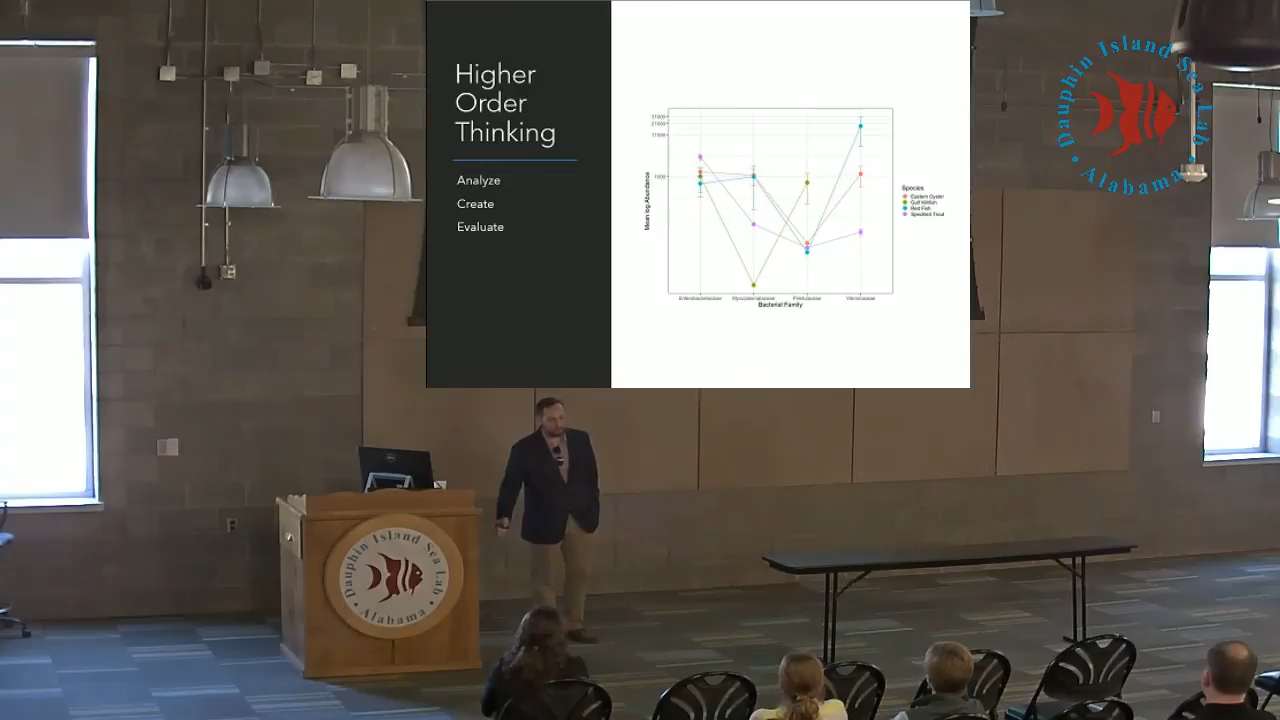 Higher
Order
Thinking
Analyze
Create
Evaluate
Mean log Abundance
1000
Bacterial Family
Species
Eastern Oyster
Gulf Killifish
Red Fish
Speckled Trout
Dauphin Island Sea Lab
Alabama
Dauphin Island Sea Lab
Alabama